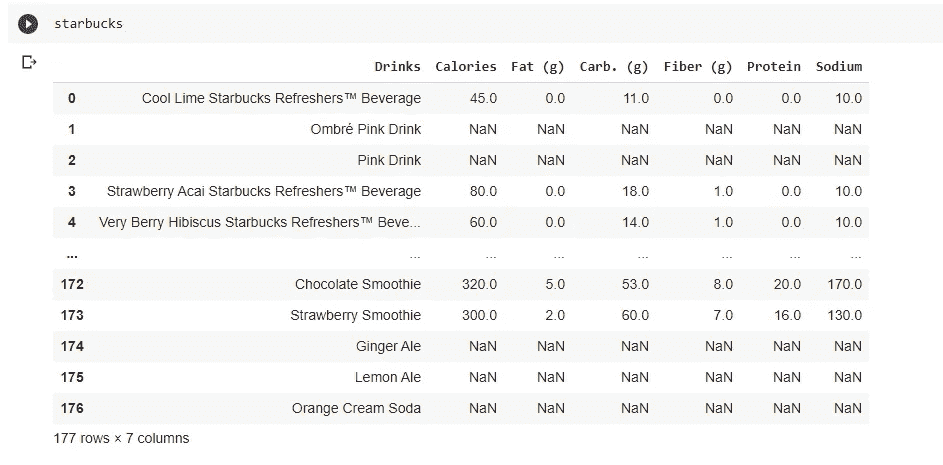 starbucks
Drinks Calories Fat (g) Carb. (g) Fiber (g) Protein Sodium
0 Cool Lime Starbucks Refreshers™ Beverage 45.0 0.0 11.0 0.0 0.0 10.0
1 Ombré Pink Drink NaN NaN NaN NaN NaN NaN
2 Pink Drink NaN NaN NaN NaN NaN NaN
3 Strawberry Acai Starbucks Refreshers™ Beverage 80.0 0.0 18.0 1.0 0.0 10.0
4 Very Berry Hibiscus Starbucks Refreshers™ Beve... 60.0 0.0 14.0 1.0 0.0 10.0
... ... ... ... ... ... ... ...
172 Chocolate Smoothie 320.0 5.0 53.0 8.0 20.0 170.0
173 Strawberry Smoothie 300.0 2.0 60.0 7.0 16.0 130.0
174 Ginger Ale NaN NaN NaN NaN NaN NaN
175 Lemon Ale NaN NaN NaN NaN NaN NaN
176 Orange Cream Soda NaN NaN NaN NaN NaN NaN
177 rows × 7 columns